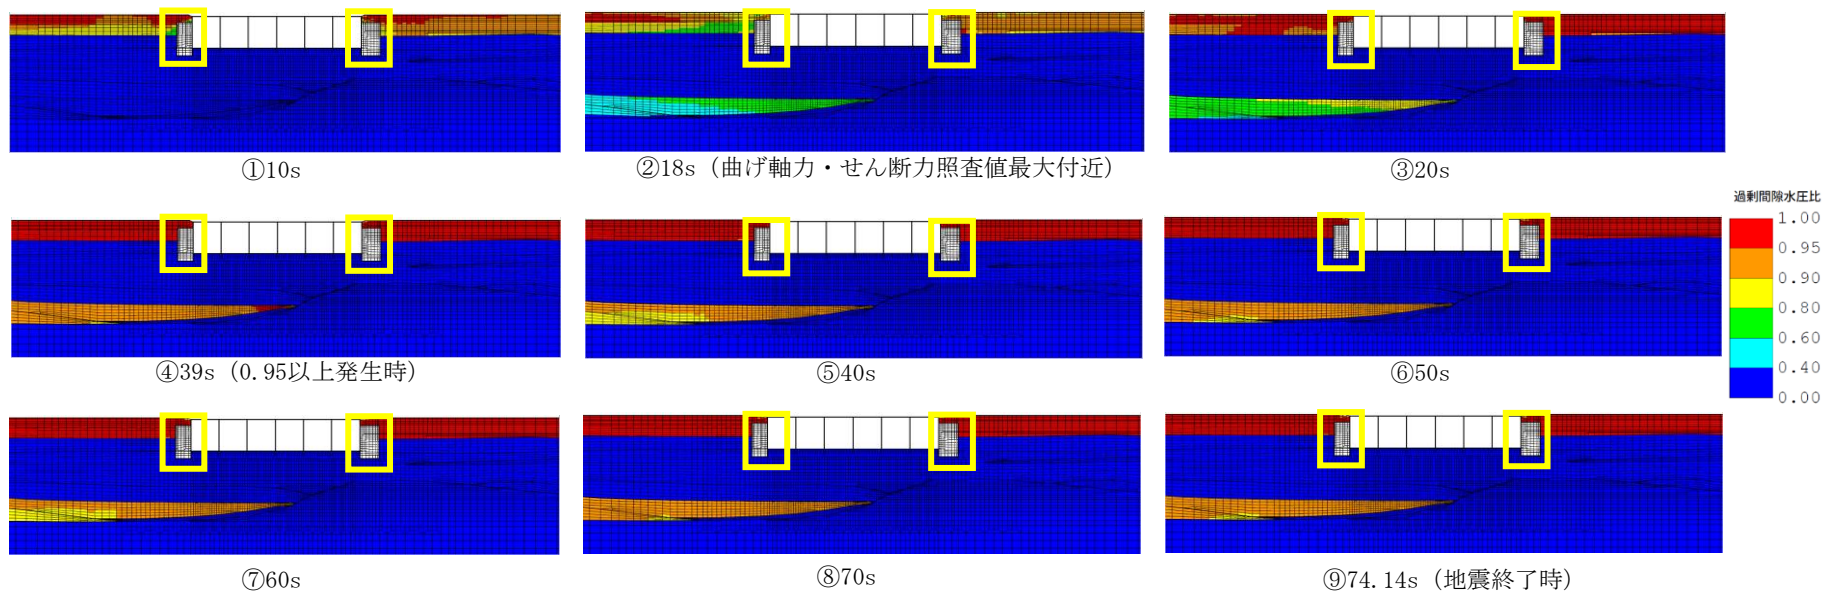 ①10s
②18s（曲げ軸力・せん断力照査値最大付近）
③20s
過剰間隙水圧比
1.00
0.95
0.90
0.80
0.60
0.40
0.00
④39s（0.95以上発生時）
⑤40s
⑥50s
⑦60s
⑧70s
⑨74.14s（地震終了時）